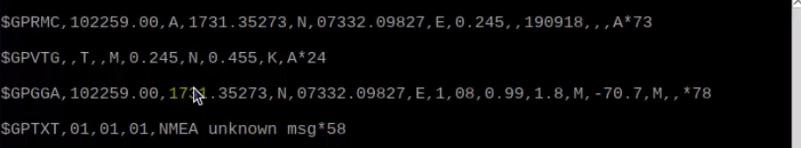 $GPRMC,102259.00,A,1731.35273,N,07332.09827,E,0.245,,190918,,,A*73
$GPVTG,,T,,M,0.245,N,0.455,K,A*24
$GPGGA,102259.00,1731.35273,N,07332.09827,E,1,08,0.99,1.8,M,-70.7,M,,*78
$GPTXT,01,01,01,NMEA unknown msg*58